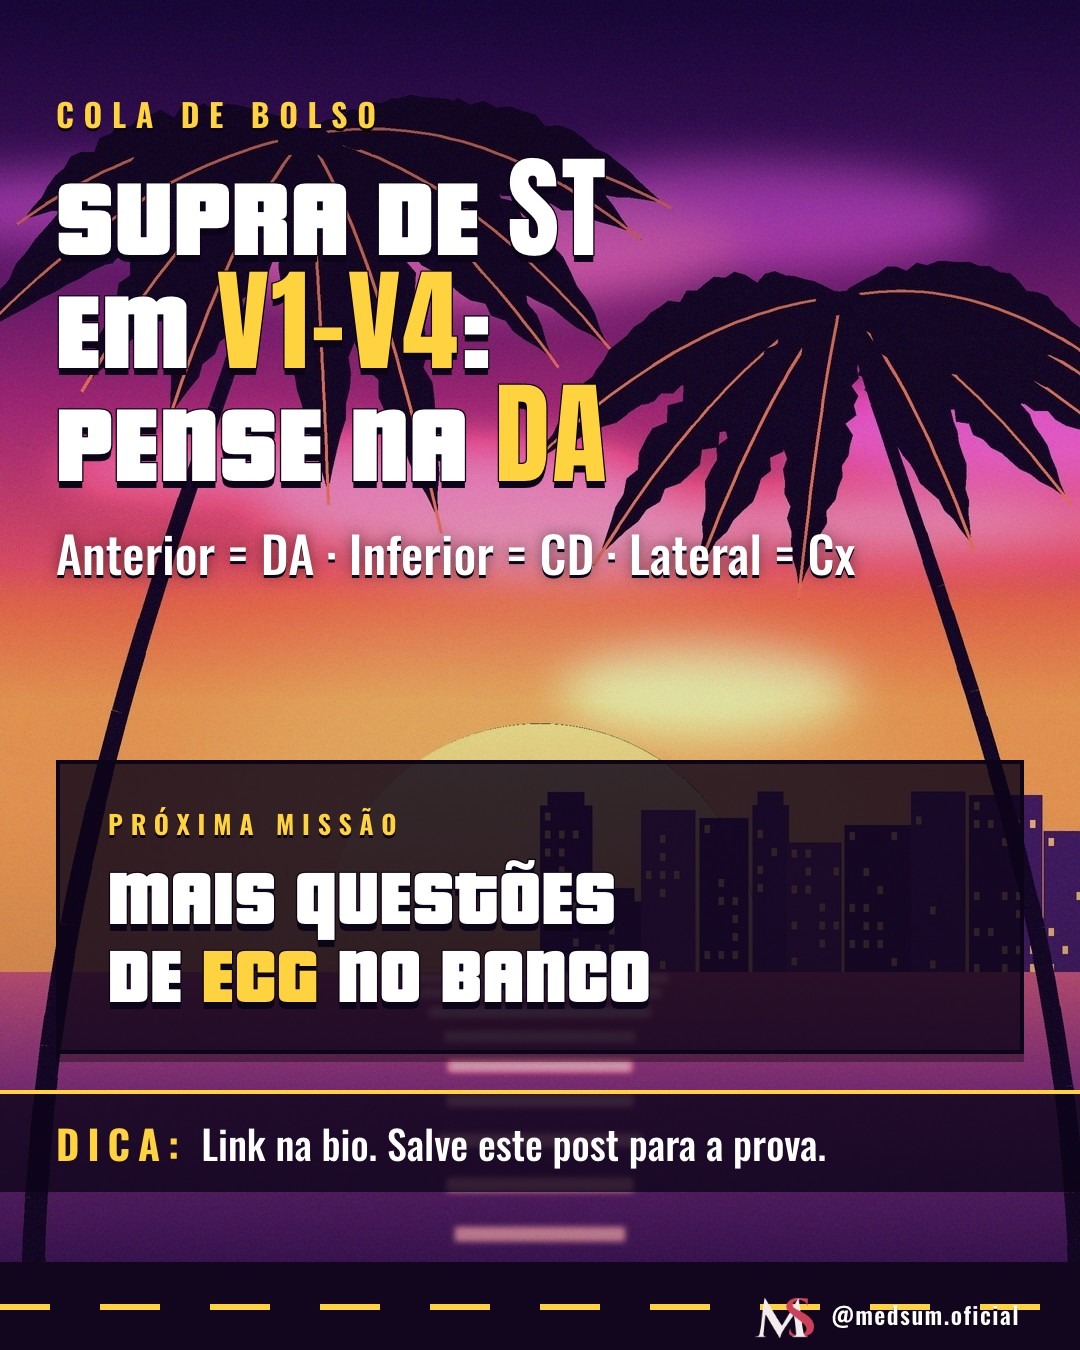 COLA DE BOLSO
SUPRA DE ST
EM V1-V4:
PENSE NA DA
Anterior = DA · Inferior = CD · Lateral = Cx
PRÓXIMA MISSÃO
MAIS QUESTÕES
DE ECG NO BANCO
DICA: Link na bio. Salve este post para a prova.
MS @medsum.oficial